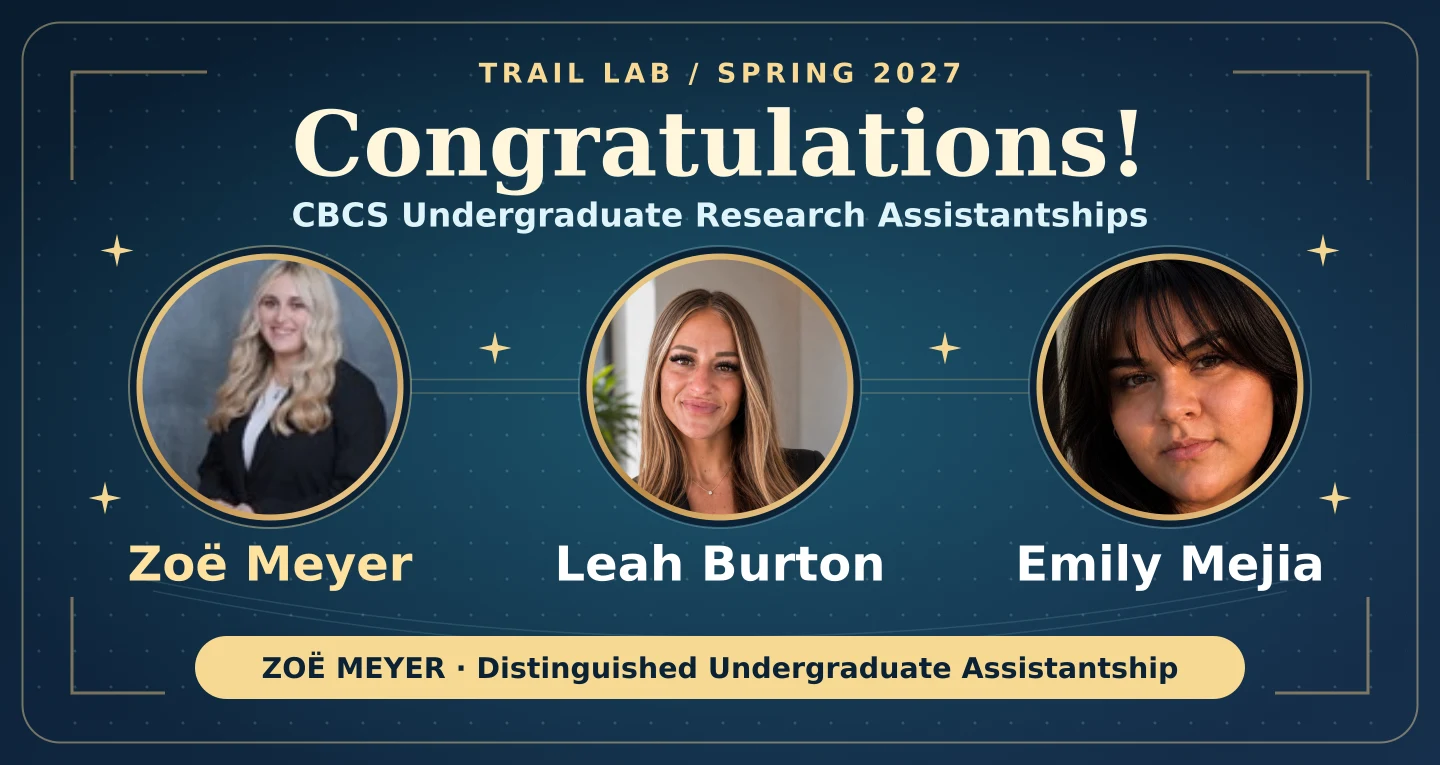 TRAIL LAB / SPRING 2027
Congratulations!
CBCS Undergraduate Research Assistantships
Zoë Meyer
Leah Burton
Emily Mejia
ZOË MEYER · Distinguished Undergraduate Assistantship